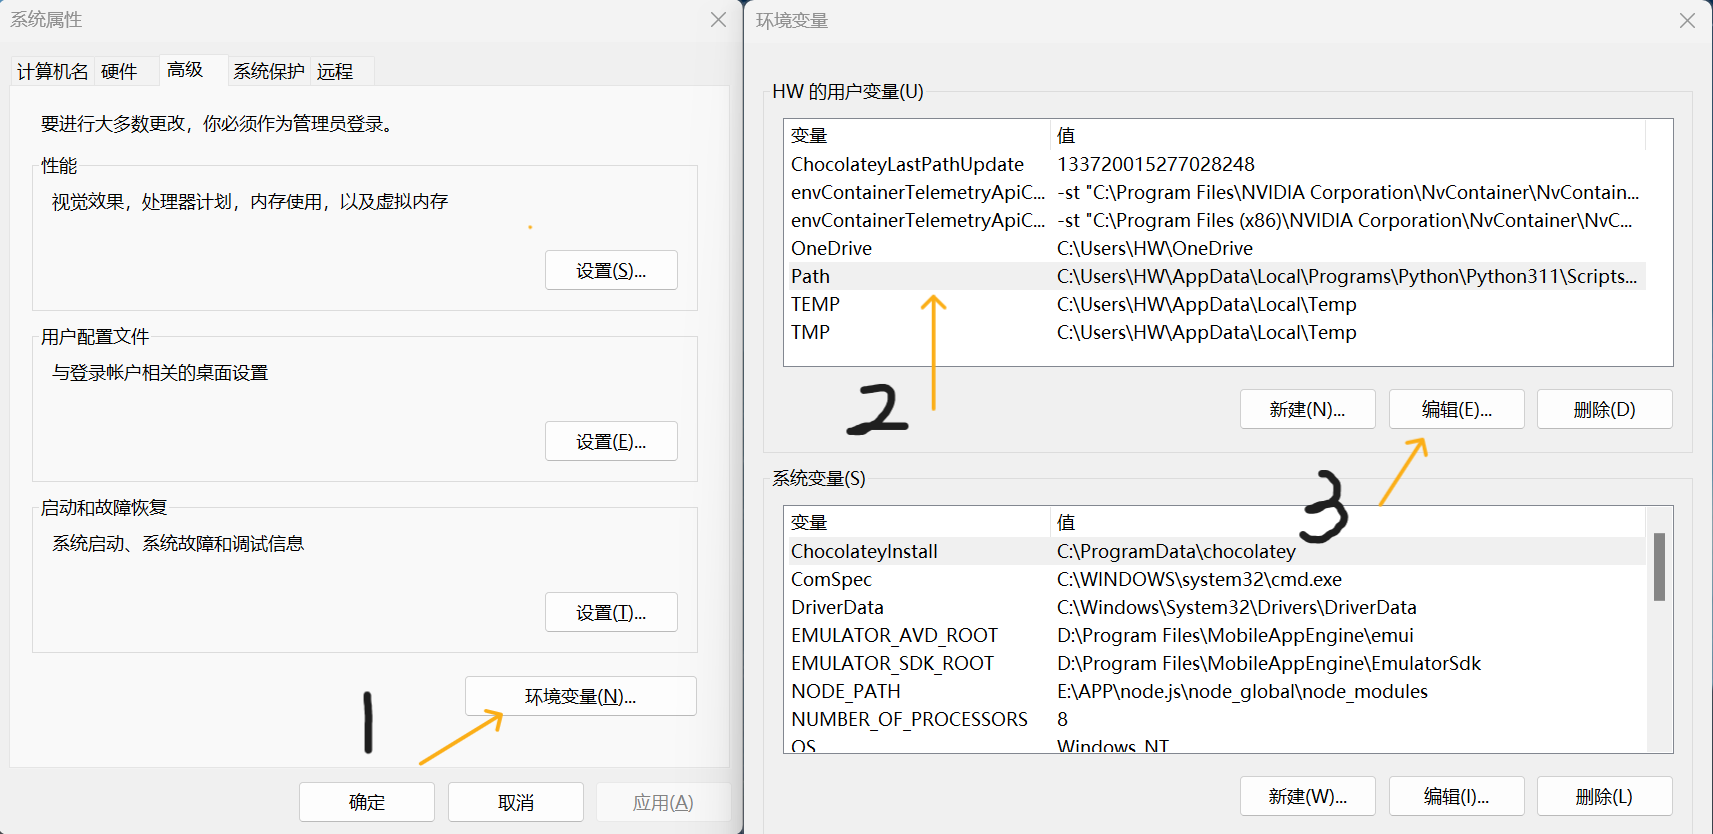 系统属性
计算机名 硬件 高级 系统保护 远程
要进行大多数更改，你必须作为管理员登录。
性能
视觉效果，处理器计划，内存使用，以及虚拟内存
设置(S)...
用户配置文件
与登录帐户相关的桌面设置
设置(E)...
启动和故障恢复
系统启动、系统故障和调试信息
设置(T)...
环境变量(N)...
1
确定 取消 应用(A)
环境变量
HW 的用户变量(U)
变量 值
ChocolateyLastPathUpdate 133720015277028248
envContainerTelemetryApiC... -st "C:\Program Files\NVIDIA Corporation\NvContainer\NvContain...
envContainerTelemetryApiC... -st "C:\Program Files (x86)\NVIDIA Corporation\NvContainer\NvC...
OneDrive C:\Users\HW\OneDrive
Path C:\Users\HW\AppData\Local\Programs\Python\Python311\Scripts...
TEMP C:\Users\HW\AppData\Local\Temp
TMP C:\Users\HW\AppData\Local\Temp
2
新建(N)... 编辑(E)... 删除(D)
3
系统变量(S)
变量 值
ChocolateyInstall C:\ProgramData\chocolatey
ComSpec C:\WINDOWS\system32\cmd.exe
DriverData C:\Windows\System32\Drivers\DriverData
EMULATOR_AVD_ROOT D:\Program Files\MobileAppEngine\emui
EMULATOR_SDK_ROOT D:\Program Files\MobileAppEngine\EmulatorSdk
NODE_PATH E:\APP\node.js\node_global\node_modules
NUMBER_OF_PROCESSORS 8
OS Windows_NT
新建(W)... 编辑(I)... 删除(L)